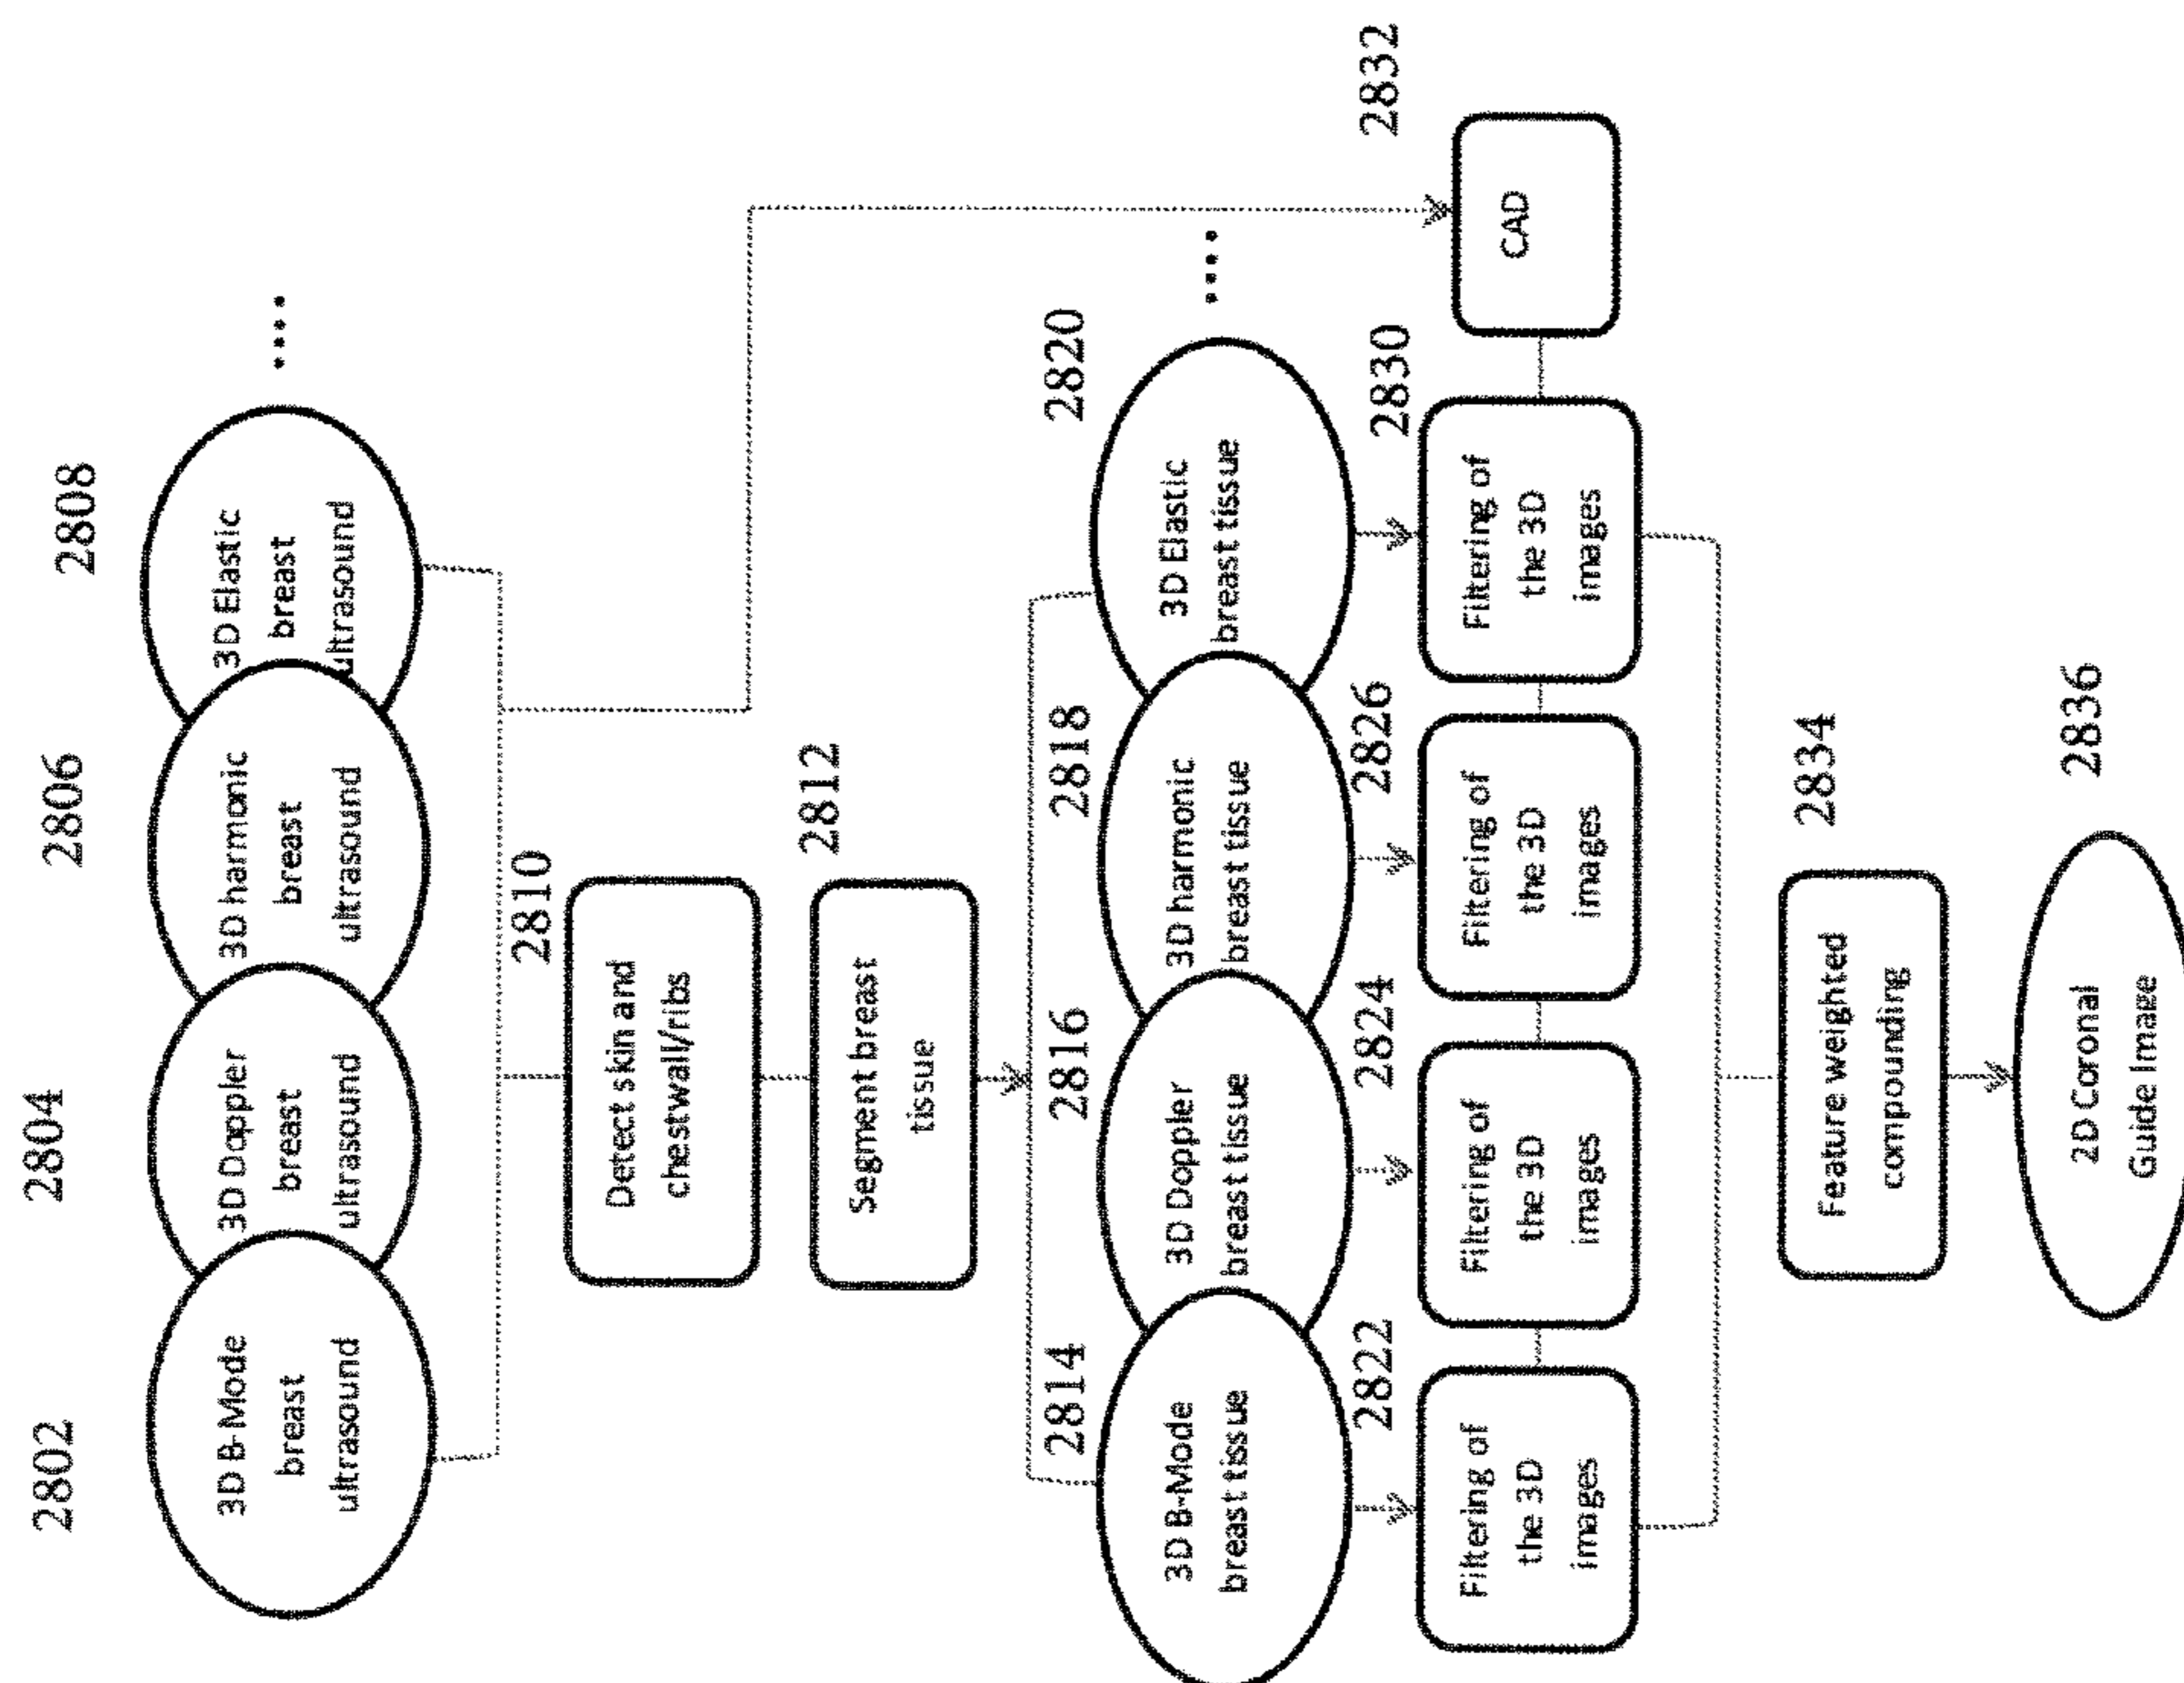 2802
2804
2806
2808
3D B-Mode
breast
ultrasound
3D Doppler
breast
ultrasound
3D harmonic
breast
ultrasound
3D Elastic
breast
ultrasound
....
2810
Detect skin and
chestwall/ribs
2812
Segment breast
tissue
2814
2816
2818
2820
3D B-Mode
breast tissue
3D Doppler
breast tissue
3D harmonic
breast tissue
3D Elastic
breast tissue
....
2822
2824
2826
2830
2832
Filtering of
the 3D
images
Filtering of
the 3D
images
Filtering of
the 3D
images
Filtering of
the 3D
images
CAD
2834
Feature weighted
compounding
2836
2D Coronal
Guide Image